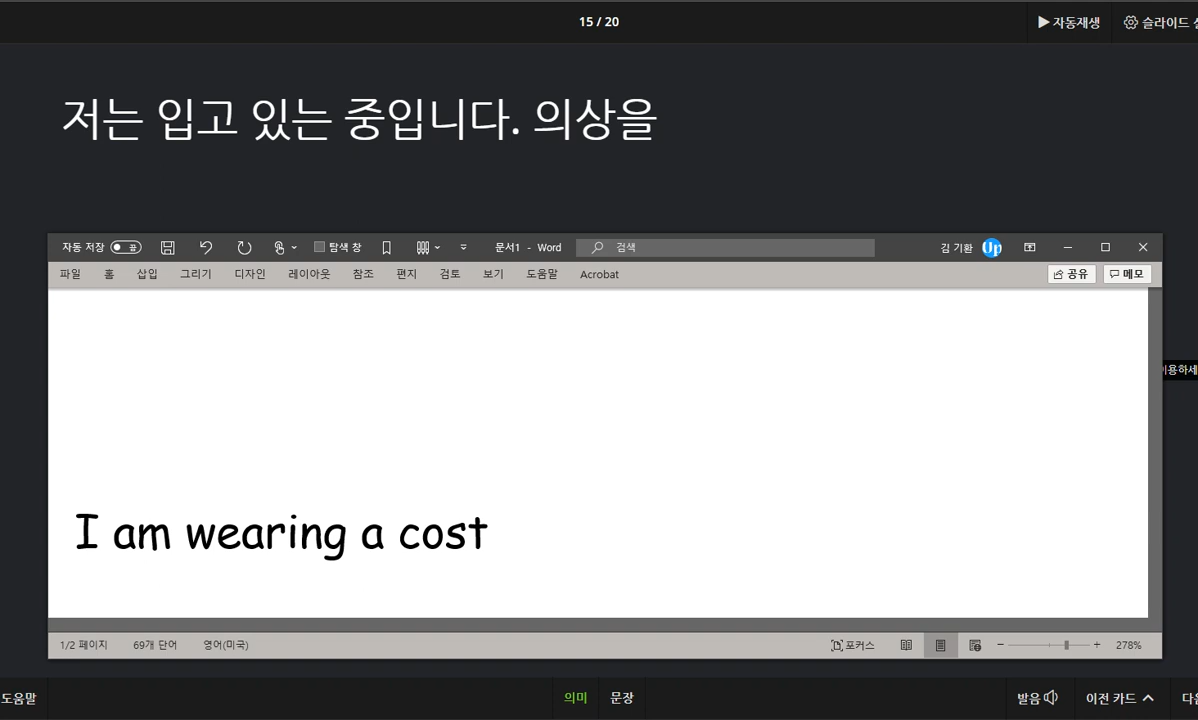 15 / 20
자동재생
슬라이드
저는 입고 있는 중입니다. 의상을
자동 저장
탐색 창
문서1 - Word
검색
김 기환
Up
파일 홈 삽입 그리기 디자인 레이아웃 참조 편지 검토 보기 도움말 Acrobat
공유 메모
이용하세
I am wearing a cost
1/2 페이지 69개 단어 영어(미국)
포커스
278%
도움말
의미 문장
발음
이전 카드